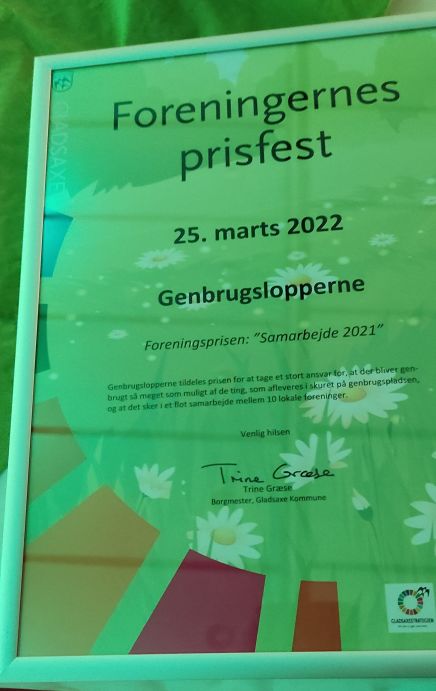 GLADSAXE
Foreningernes
prisfest
25. marts 2022
Genbrugslopperne
Foreningsprisen: "Samarbejde 2021"
Genbrugslopperne tildeles prisen for at tage et stort ansvar for, at der bliver gen-
brugt så meget som muligt af de ting, som afleveres i skuret på genbrugspladsen,
og at det sker i et flot samarbejde mellem 10 lokale foreninger.
Venlig hilsen
Trine Græse
Trine Græse
Borgmester, Gladsaxe Kommune
GLADSAXESTRATEGIEN